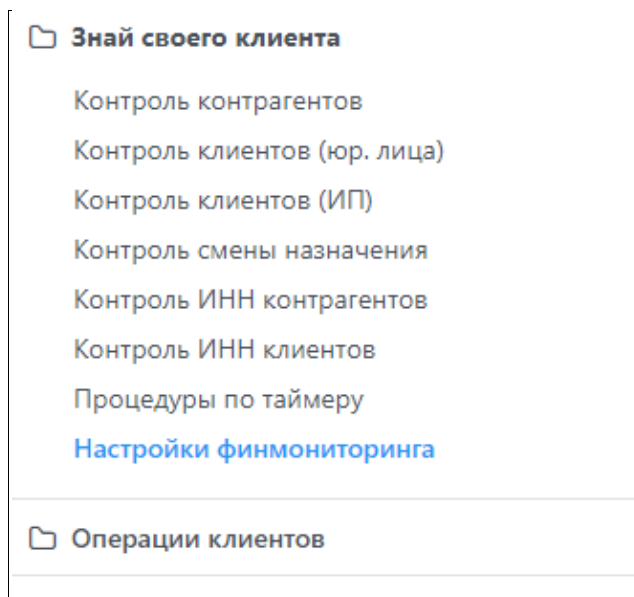 Знай своего клиента
Контроль контрагентов
Контроль клиентов (юр. лица)
Контроль клиентов (ИП)
Контроль смены назначения
Контроль ИНН контрагентов
Контроль ИНН клиентов
Процедуры по таймеру
Настройки финмониторинга
Операции клиентов